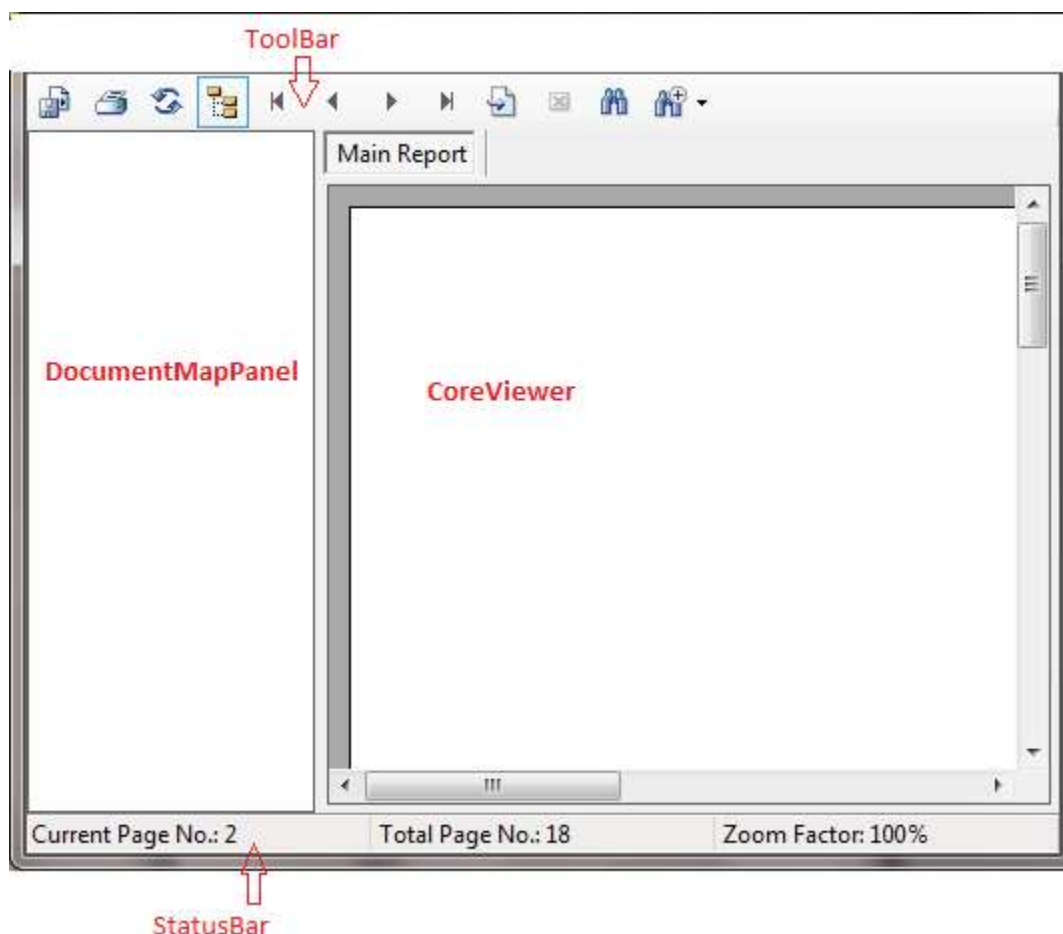 ToolBar
Main Report
DocumentMapPanel
CoreViewer
Current Page No.: 2
Total Page No.: 18
Zoom Factor: 100%
StatusBar